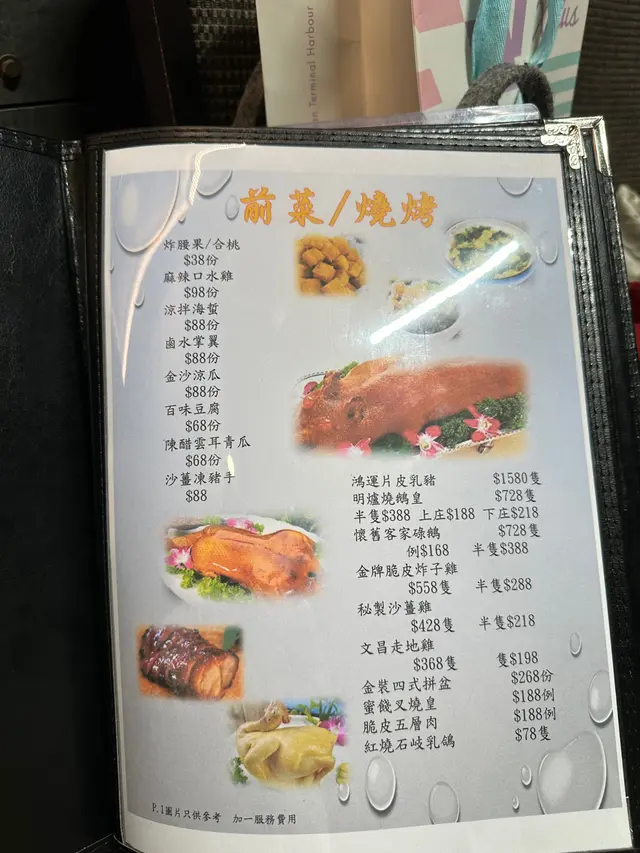 an Terminal Harbour
us
前菜/燒烤
炸腰果/合桃
$38份
麻辣口水雞
$98份
涼拌海蜇
$88份
鹵水掌翼
$88份
金沙涼瓜
$88份
百味豆腐
$68份
陳醋雲耳青瓜
$68份
沙薑凍豬手
$88
鴻運片皮乳豬 $1580隻
明爐燒鵝皇 $728隻
半隻$388 上庄$188 下庄$218
懷舊客家碌鵝 $728隻
例$168 半隻$388
金牌脆皮炸子雞
$558隻 半隻$288
秘製沙薑雞
$428隻 半隻$218
文昌走地雞
$368隻 隻$198
金裝四式拼盆 $268份
蜜餞叉燒皇 $188例
脆皮五層肉 $188例
紅燒石岐乳鴿 $78隻
P.1圖片只供參考 加一服務費用